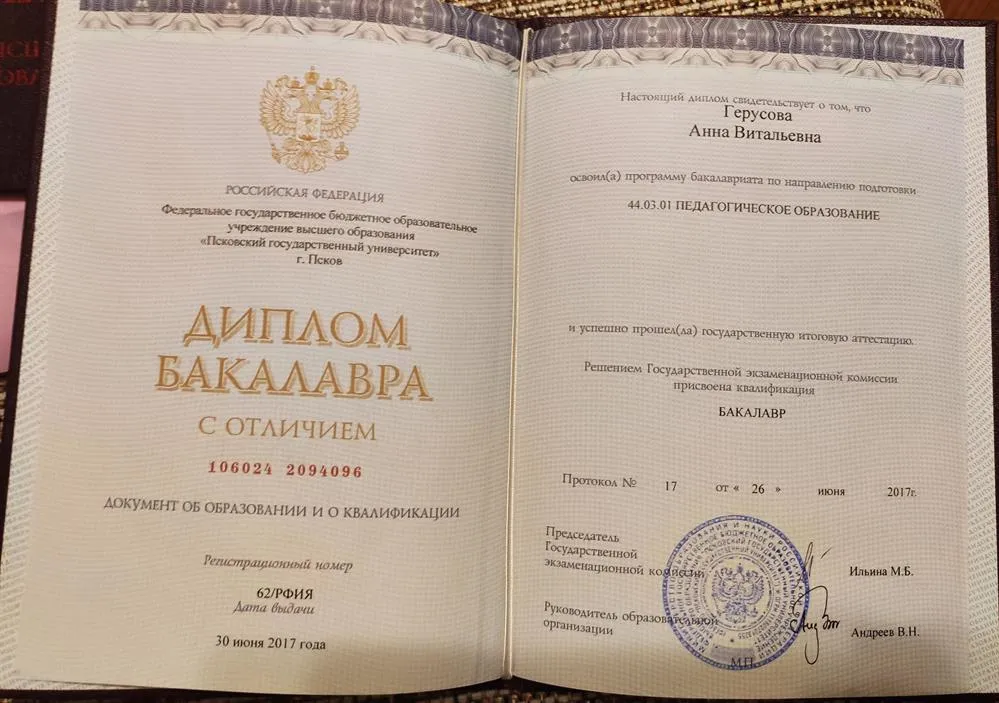 РОССИЙСКАЯ ФЕДЕРАЦИЯ
Федеральное государственное бюджетное образовательное
учреждение высшего образования
«Псковский государственный университет»
г. Псков
ДИПЛОМ
БАКАЛАВРА
С ОТЛИЧИЕМ
106024 2094096
ДОКУМЕНТ ОБ ОБРАЗОВАНИИ И О КВАЛИФИКАЦИИ
Регистрационный номер
62/РФИЯ
Дата выдачи
30 июня 2017 года
Настоящий диплом свидетельствует о том, что
Герусова
Анна Витальевна
освоил(а) программу бакалавриата по направлению подготовки
44.03.01 ПЕДАГОГИЧЕСКОЕ ОБРАЗОВАНИЕ
и успешно прошел(ла) государственную итоговую аттестацию.
Решением Государственной экзаменационной комиссии
присвоена квалификация
БАКАЛАВР
Протокол № 17 от « 26 » июня 2017г.
Председатель
Государственной
экзаменационной комиссии
Ильина М.Б.
Руководитель образовательной
организации
Андреев В.Н.
М.П.